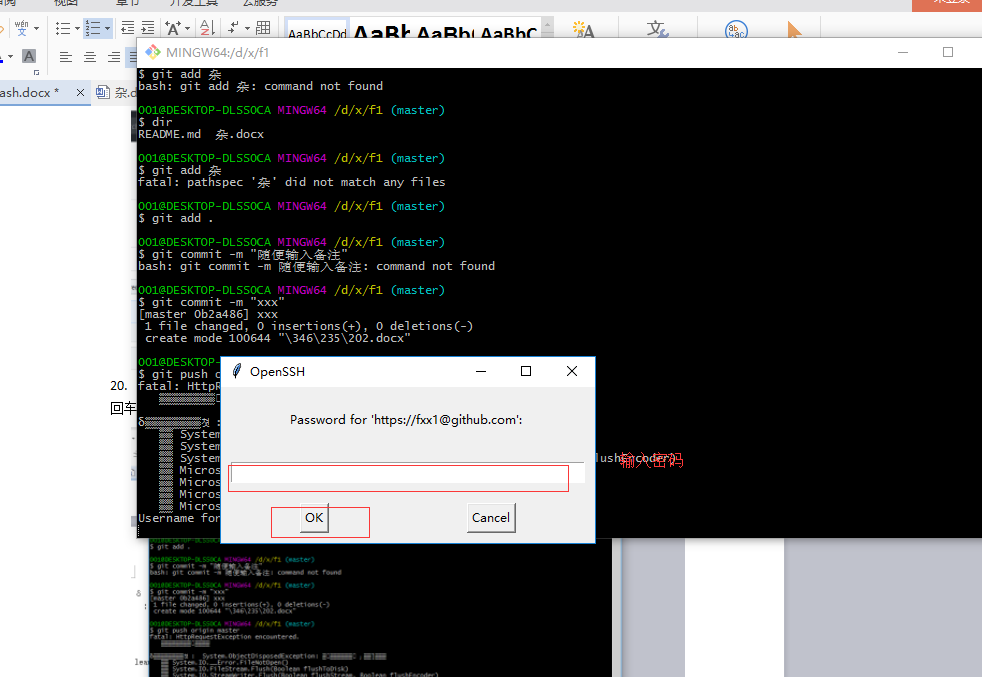 视图
章节
开发工具
云服务
AaBbCcDd
AaBb
AaBb(
AaBbC
ash.docx *
杂.d
MINGW64:/d/x/f1
$ git add 杂
bash: git add 杂: command not found
001@DESKTOP-DLSSOCA MINGW64 /d/x/f1 (master)
$ dir
README.md 杂.docx
001@DESKTOP-DLSSOCA MINGW64 /d/x/f1 (master)
$ git add 杂
fatal: pathspec '杂' did not match any files
001@DESKTOP-DLSSOCA MINGW64 /d/x/f1 (master)
$ git add .
001@DESKTOP-DLSSOCA MINGW64 /d/x/f1 (master)
$ git commit -m "随便输入备注"
bash: git commit -m 随便输入备注: command not found
001@DESKTOP-DLSSOCA MINGW64 /d/x/f1 (master)
$ git commit -m "xxx"
[master 0b2a486] xxx
1 file changed, 0 insertions(+), 0 deletions(-)
create mode 100644 "\346\235\202.docx"
001@DESKTOP-DLSSOCA
$ git push
fatal: HttpR
System
System
System
lushEncoder)
Micros
Micros
Micros
Micros
Username for
20.
回车
OpenSSH
Password for 'https://fxx1@github.com':
输入密码
OK
Cancel
$ git add .
001@DESKTOP-DLSSOCA MINGW64 /d/x/f1 (master)
$ git commit -m "随便输入备注"
bash: git commit -m 随便输入备注: command not found
001@DESKTOP-DLSSOCA MINGW64 /d/x/f1 (master)
$ git commit -m "xxx"
[master 0b2a486] xxx
1 file changed, 0 insertions(+), 0 deletions(-)
create mode 100644 "\346\235\202.docx"
001@DESKTOP-DLSSOCA MINGW64 /d/x/f1 (master)
$ git push origin master
fatal: HttpRequestException encountered.
System.ObjectDisposedException:
System.IO.__Error.FileNotOpen()
System.IO.FileStream.Flush(Boolean flushToDisk)
System.IO.StreamWriter.Flush(Boolean flushStream, Boolean flushEncoder)